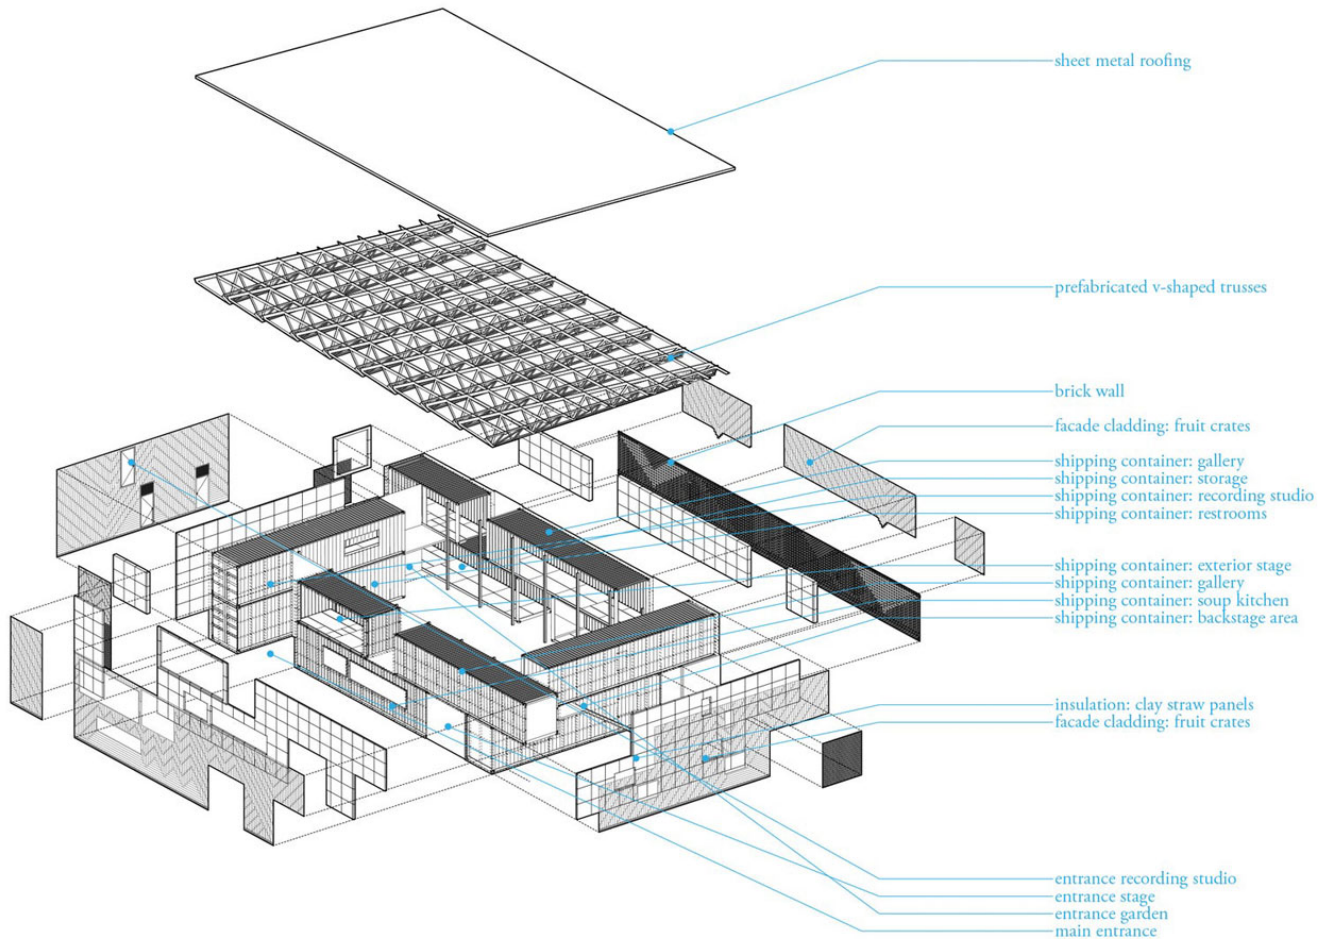 sheet metal roofing
prefabricated v-shaped trusses
brick wall
facade cladding: fruit crates
shipping container: gallery
shipping container: storage
shipping container: recording studio
shipping container: restrooms
shipping container: exterior stage
shipping container: gallery
shipping container: soup kitchen
shipping container: backstage area
insulation: clay straw panels
facade cladding: fruit crates
entrance recording studio
entrance stage
entrance garden
main entrance